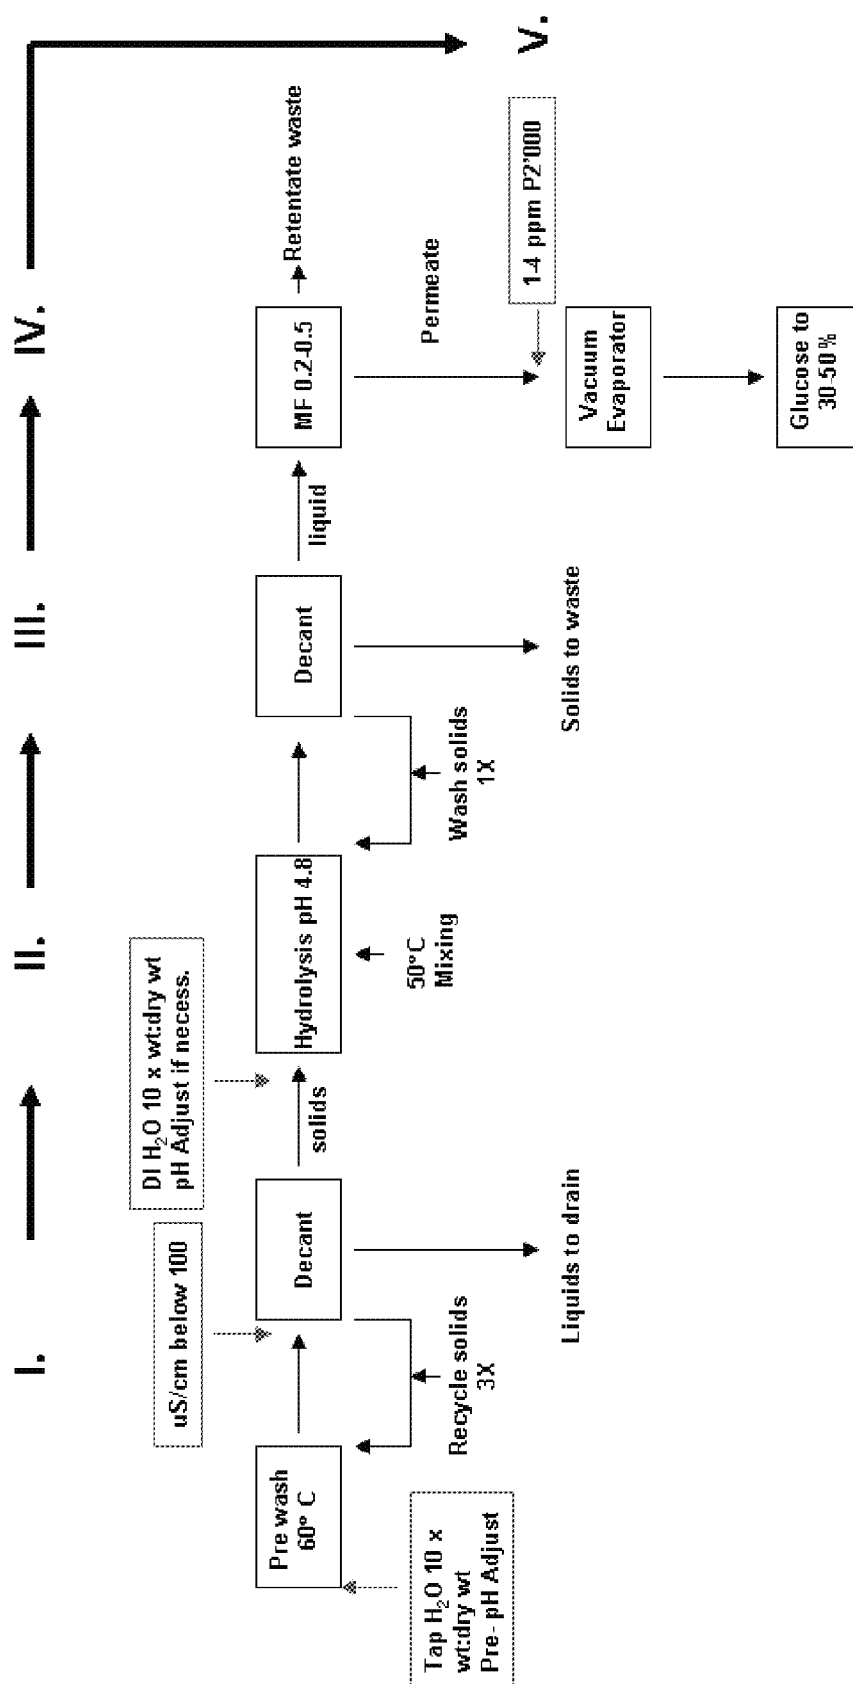 I.
II.
III.
IV.
V.
uS/cm below 100
DI H₂O 10 x wt:dry wt
pH Adjust if necess.
Pre wash
60° C
Decant
solids
Hydrolysis pH 4.8
Decant
liquid
MF 0.2-0.5
Retentate waste
Tap H₂O 10 x
wt:dry wt
Pre- pH Adjust
Recycle solids
3X
50°C
Mixing
Wash solids
1X
Permeate
1-4 ppm P2'000
Liquids to drain
Solids to waste
Vacuum
Evaporator
Glucose to
30-50%